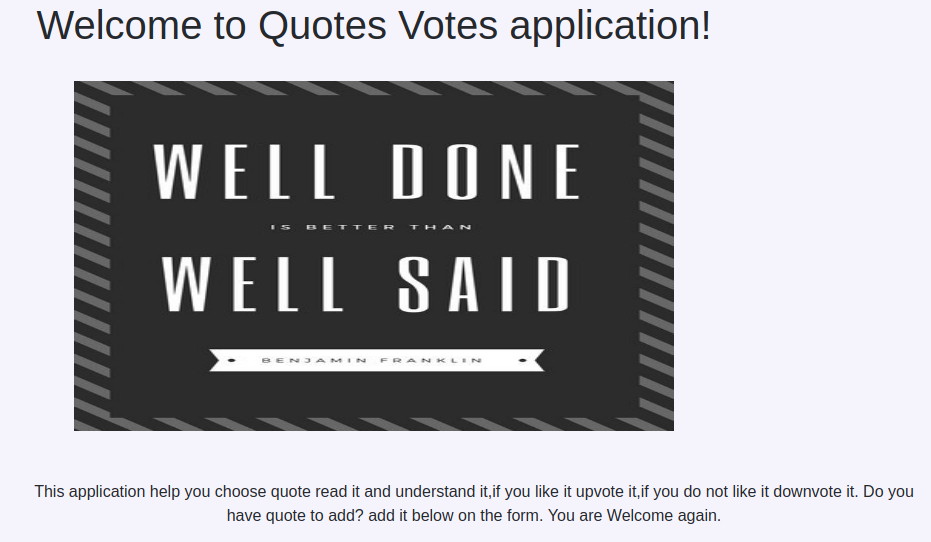 Welcome to Quotes Votes application!
WELL DONE
IS BETTER THAN
WELL SAID
BENJAMIN FRANKLIN
This application help you choose quote read it and understand it,if you like it upvote it,if you do not like it downvote it. Do you
have quote to add? add it below on the form. You are Welcome again.